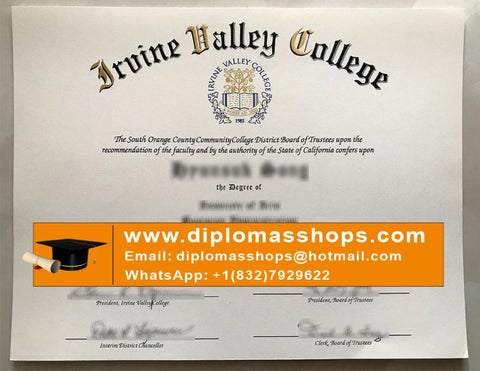 Irvine Valley College
IRVINE VALLEY COLLEGE
1985
The South Orange County Community College District Board of Trustees upon the
recommendation of the faculty and by the authority of the State of California confers upon
the Degree of
www.diplomasshops.com
Email: diplomasshops@hotmail.com
WhatsApp: +1(832)7929622
President, Irvine Valley College
President, Board of Trustees
Interim District Chancellor
Clerk, Board of Trustees